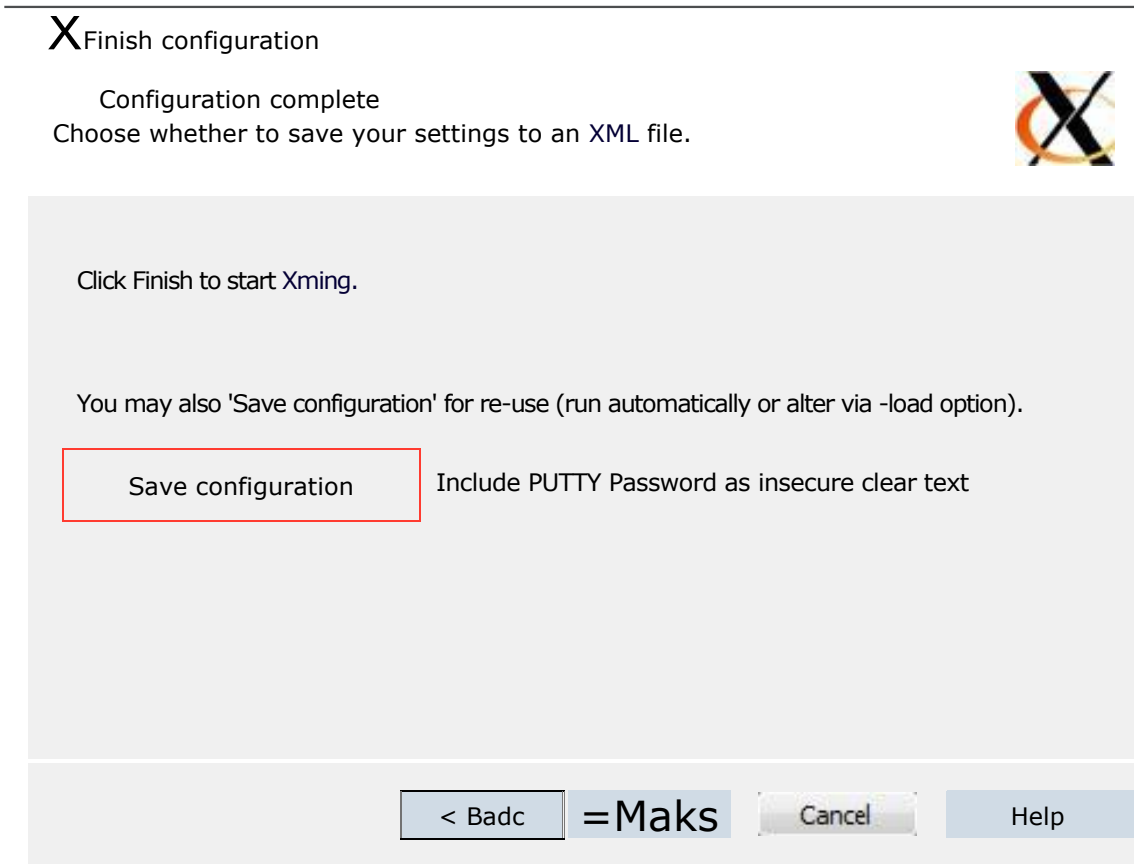 X Finish configuration
Configuration complete
Choose whether to save your settings to an XML file.
Click Finish to start Xming.
You may also 'Save configuration' for re-use (run automatically or alter via -load option).
Save configuration Include PUTTY Password as insecure clear text
< Badc =Maks Cancel Help